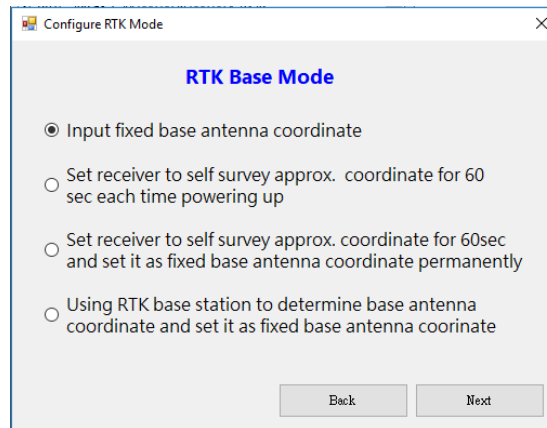 Configure RTK Mode
RTK Base Mode
Input fixed base antenna coordinate
Set receiver to self survey approx. coordinate for 60
sec each time powering up
Set receiver to self survey approx. coordinate for 60sec
and set it as fixed base antenna coordinate permanently
Using RTK base station to determine base antenna
coordinate and set it as fixed base antenna coorinate
Back
Next